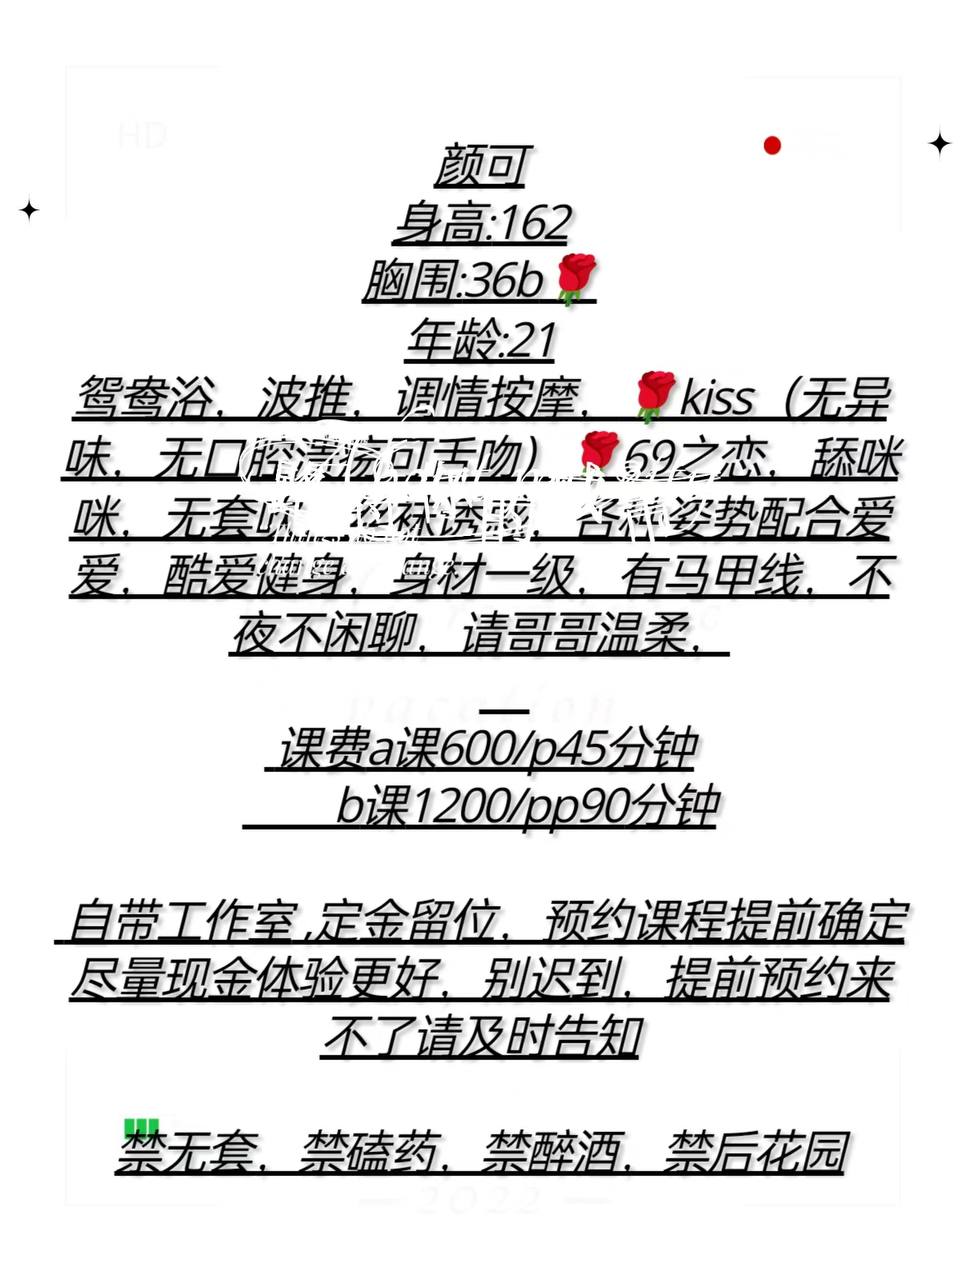 HD
颜可
身高:162
胸围:36b🌹
年龄:21
鸳鸯浴，波推，调情按摩，🌹kiss（无异
味，无口腔溃疡可舌吻）🌹69之恋，舔咪
咪，无套吹，丝袜诱惑，各种姿势配合爱
爱，酷爱健身，身材一级，有马甲线，不
夜不闲聊，请哥哥温柔，
vacation
课费a课600/p45分钟
b课1200/pp90分钟
自带工作室,定金留位，预约课程提前确定
尽量现金体验更好，别迟到，提前预约来
不了请及时告知
禁无套，禁磕药，禁醉酒，禁后花园
— 2022 —